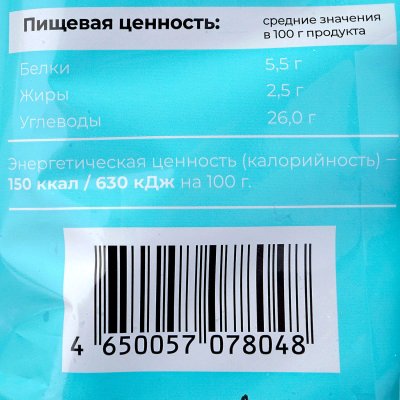 Пищевая ценность: средние значения
в 100 г продукта
Белки 5,5 г
Жиры 2,5 г
Углеводы 26,0 г
Энергетическая ценность (калорийность) –
150 ккал / 630 кДж на 100 г.
4 650057 078048